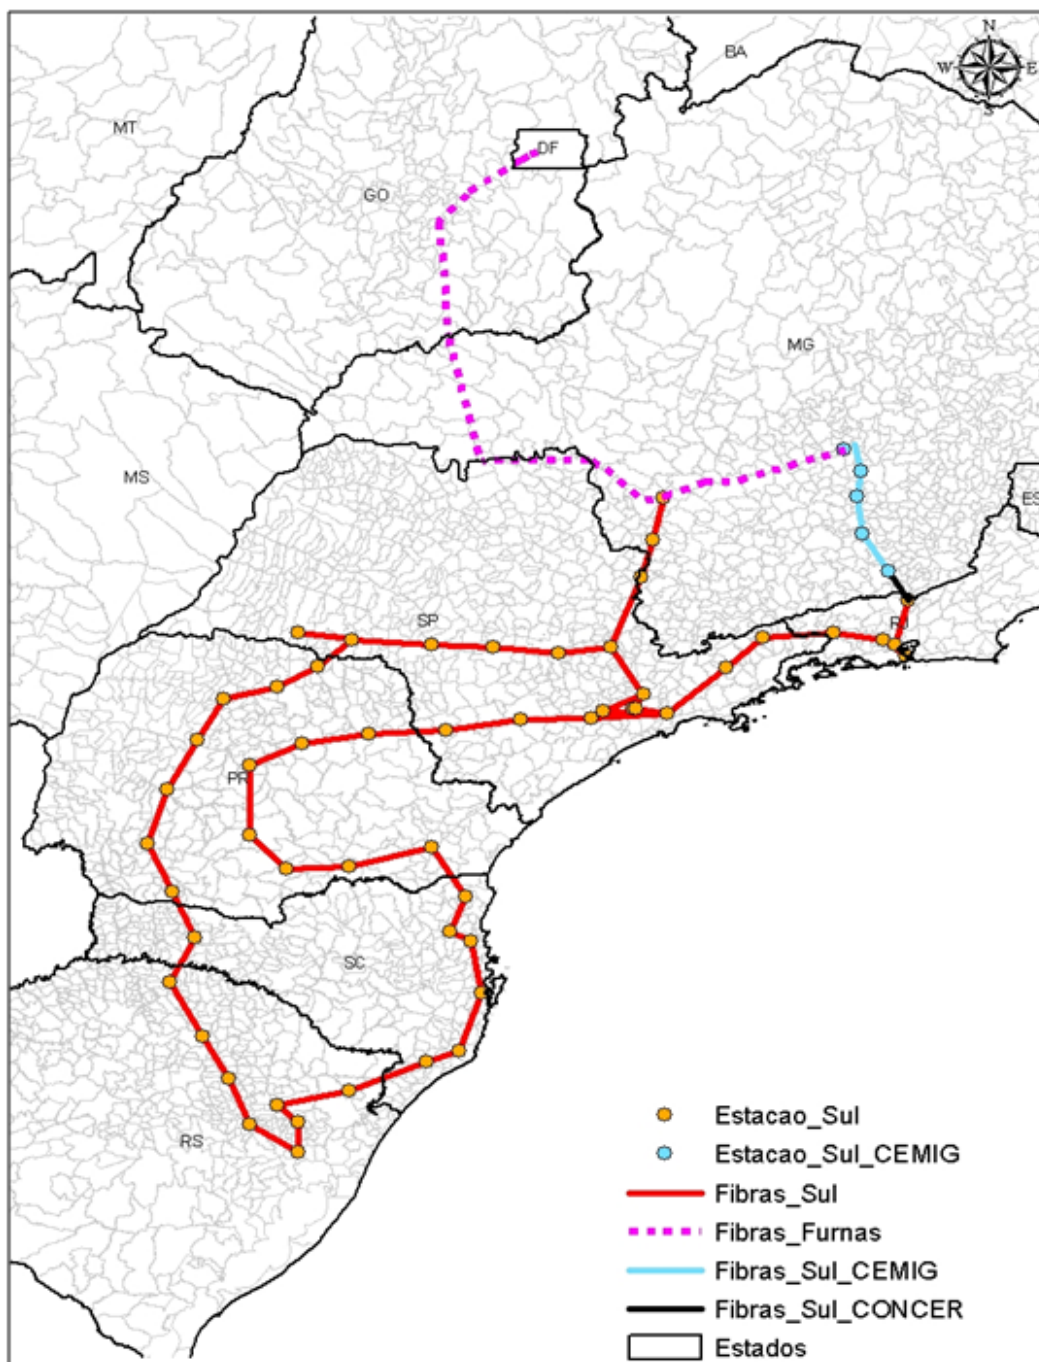 N
BA
W E
S
MT
DF
GO
MG
MS
ES
SP
RJ
PR
SC
RS
Estacao_Sul
Estacao_Sul_CEMIG
Fibras_Sul
Fibras_Furnas
Fibras_Sul_CEMIG
Fibras_Sul_CONCER
Estados